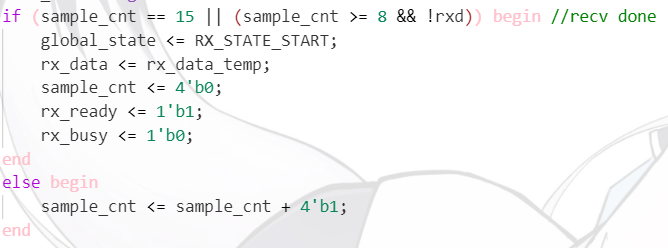 if (sample_cnt == 15 || (sample_cnt >= 8 && !rxd)) begin //recv done
global_state <= RX_STATE_START;
rx_data <= rx_data_temp;
sample_cnt <= 4'b0;
rx_ready <= 1'b1;
rx_busy <= 1'b0;
end
else begin
sample_cnt <= sample_cnt + 4'b1;
end